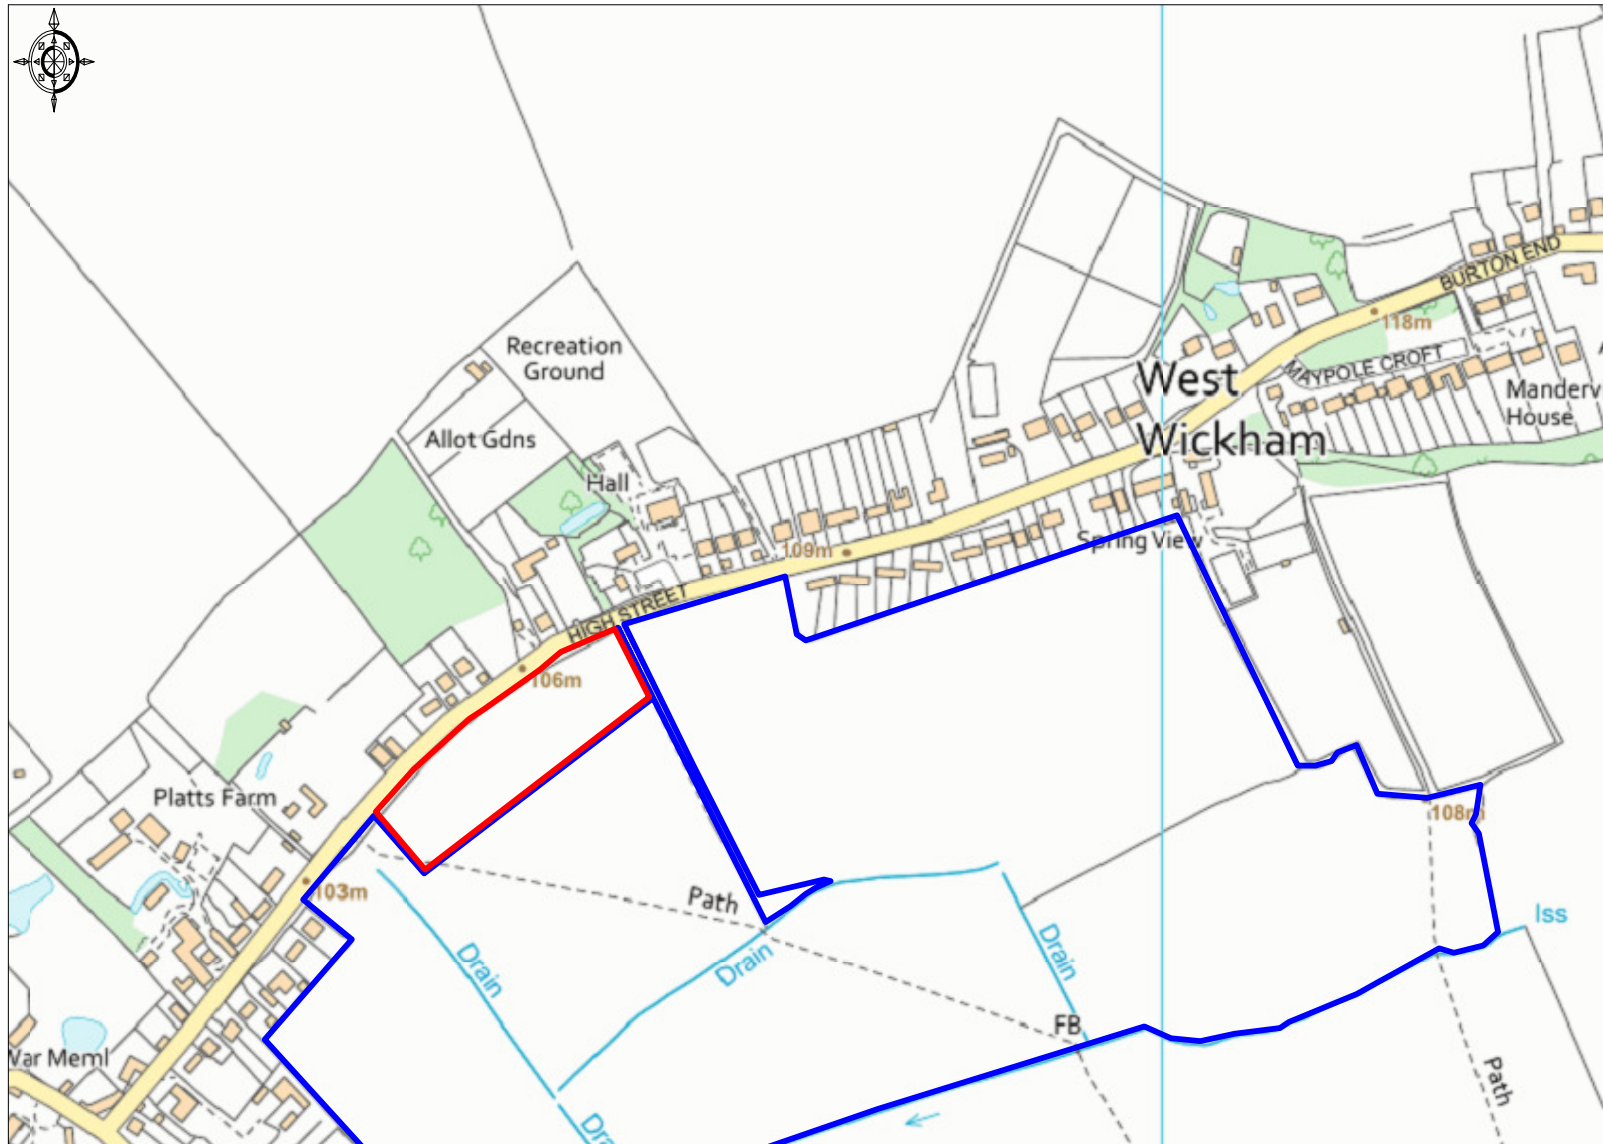 BURTON END
118m
Recreation
Ground
MAYPOLE CROFT
West
Wickham
Manderv
House
A
Allot Gdns
Hall
109m
Spring View
HIGH STREET
106m
Platts Farm
108m
103m
Path
Iss
Drain
Drain
Drain
FB
War Meml
Path
Dra